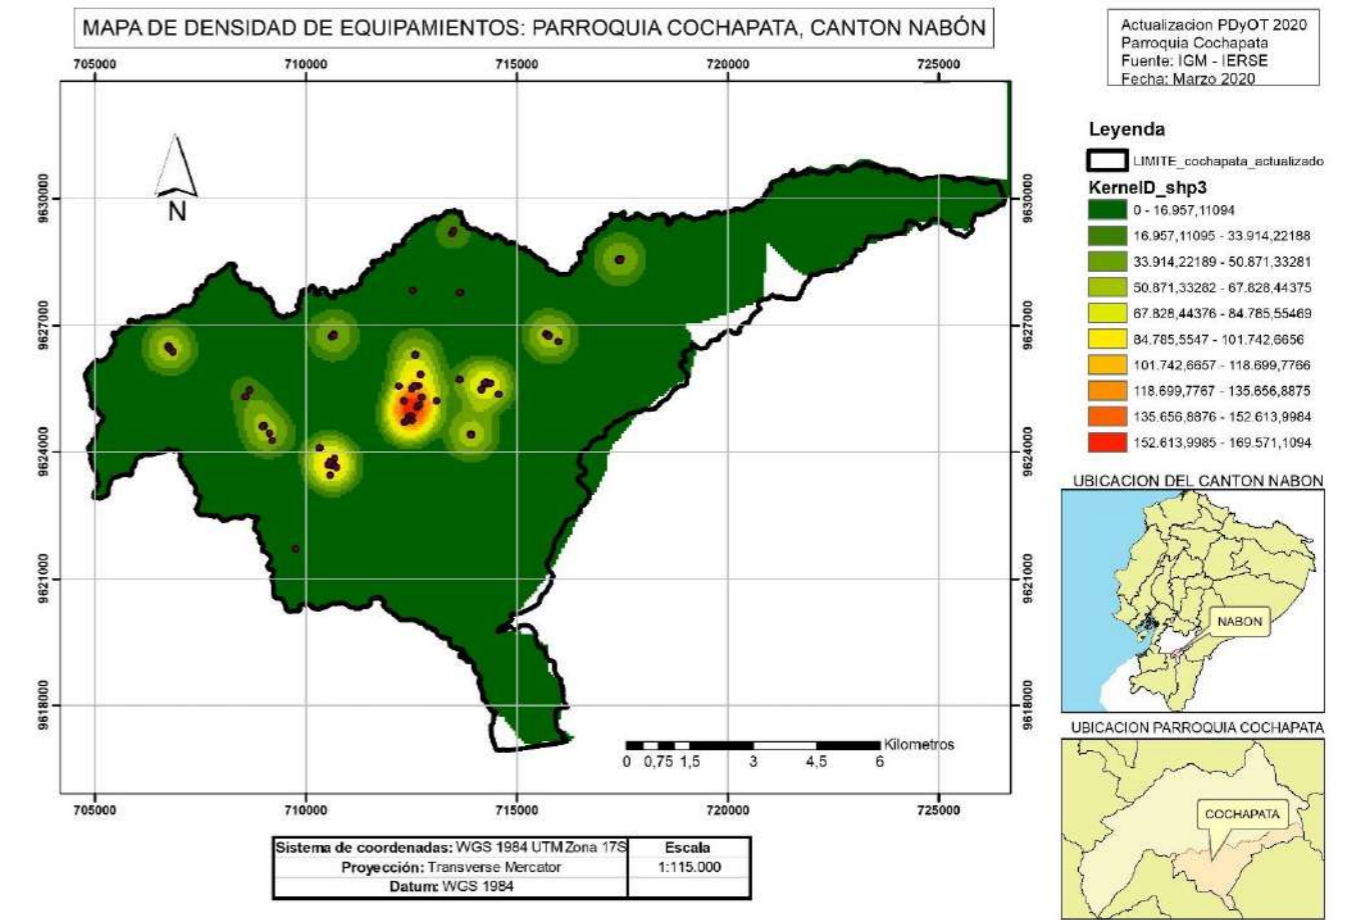 MAPA DE DENSIDAD DE EQUIPAMIENTOS: PARROQUIA COCHAPATA, CANTON NABÓN
Actualizacion PDyOT 2020
Parroquia Cochapata
Fuente: IGM - IERSE
Fecha: Marzo 2020
705000 710000 715000 720000 725000
9630000 9630000
9627000 9627000
9624000 9624000
9621000 9621000
9618000 9618000
N
Kilometros
0 0,75 1,5 3 4,5 6
705000 710000 715000 720000 725000
Leyenda
LIMITE_cochapata_actualizado
KernelD_shp3
0 - 16.957,11094
16.957,11095 - 33.914,22188
33.914,22189 - 50.871,33281
50.871,33282 - 67.828,44375
67.828,44376 - 84.785,55469
84.785,5547 - 101.742,6656
101.742,6657 - 118.699,7766
118.699,7767 - 135.656,8875
135.656,8876 - 152.613,9984
152.613,9985 - 169.571,1094
UBICACION DEL CANTON NABON
NABON
UBICACION PARROQUIA COCHAPATA
COCHAPATA
Sistema de coordenadas: WGS 1984 UTM Zona 17S Escala
Proyección: Transverse Mercator 1:115.000
Datum: WGS 1984